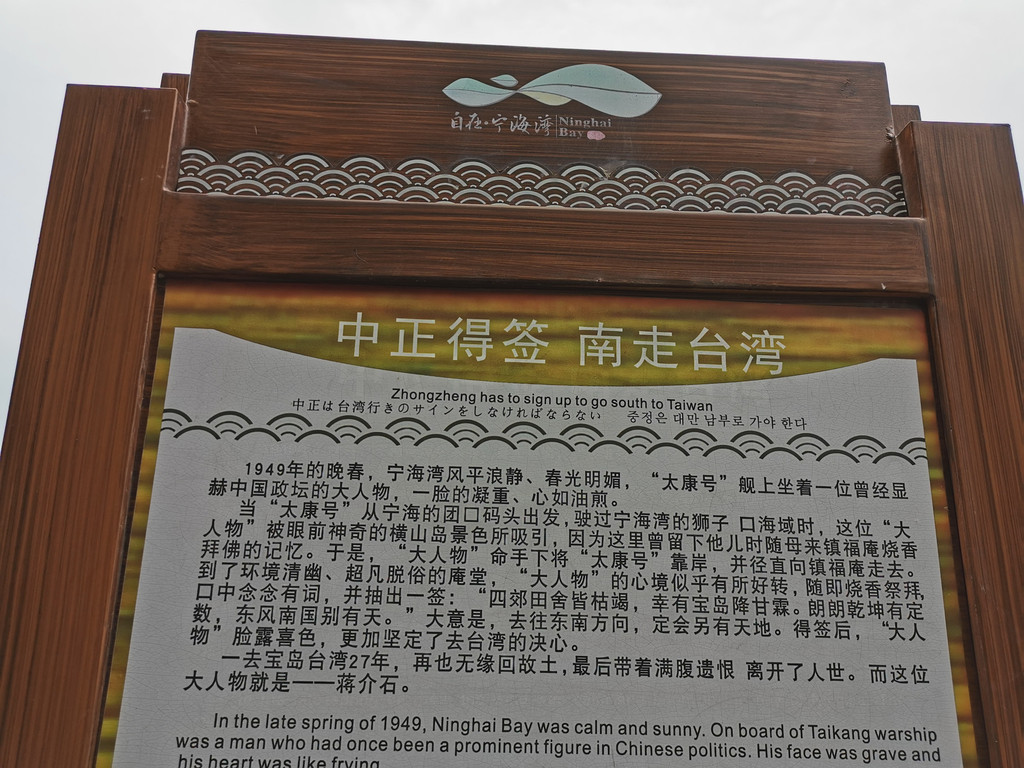 自在·宁海湾
Ninghai
Bay
中正得签 南走台湾
Zhongzheng has to sign up to go south to Taiwan
中正は台湾行きのサインをしなければならない 중정은 대만 남부로 가야 한다
1949年的晚春，宁海湾风平浪静、春光明媚，“太康号”舰上坐着一位曾经显
赫中国政坛的大人物，一脸的凝重、心如油煎。
当“太康号”从宁海的团口码头出发,驶过宁海湾的狮子 口海域时，这位“大
人物”被眼前神奇的横山岛景色所吸引，因为这里曾留下他儿时随母来镇福庵烧香
拜佛的记忆。于是，“大人物”命手下将“太康号”靠岸，并径直向镇福庵走去。
到了环境清幽、超凡脱俗的庵堂，“大人物”的心境似乎有所好转，随即烧香祭拜,
口中念念有词，并抽出一签：“四郊田舍皆枯竭，幸有宝岛降甘霖。朗朗乾坤有定
数，东风南国别有天。”大意是，去往东南方向，定会另有天地。得签后，“大人
物”脸露喜色，更加坚定了去台湾的决心。
一去宝岛台湾27年，再也无缘回故土,最后带着满腹遗恨 离开了人世。而这位
大人物就是——蒋介石。
In the late spring of 1949, Ninghai Bay was calm and sunny. On board of Taikang warship
was a man who had once been a prominent figure in Chinese politics. His face was grave and
his heart was like frying.